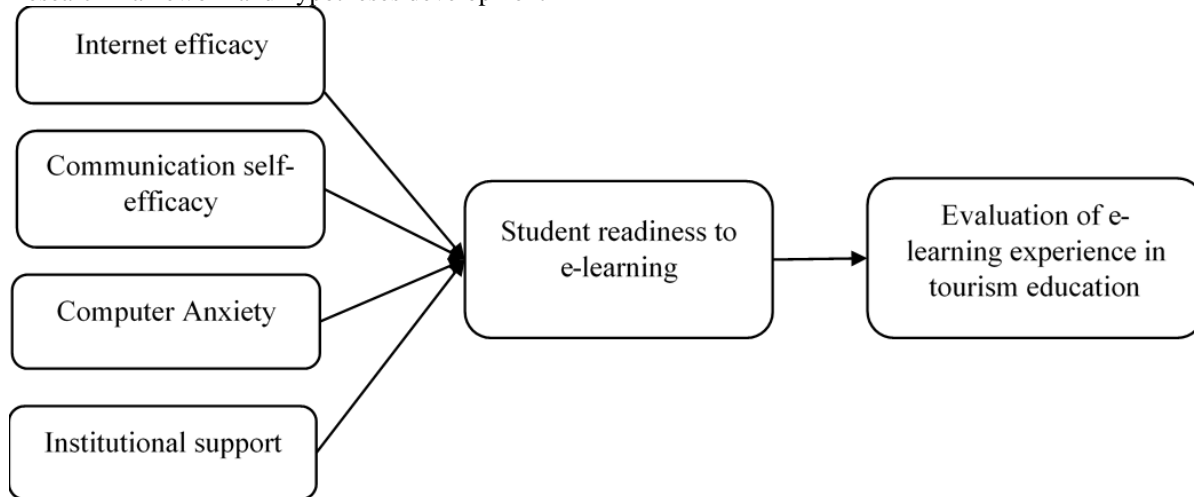 Internet efficacy
Communication self-
efficacy
Computer Anxiety
Institutional support
Student readiness to
e-learning
Evaluation of e-
learning experience in
tourism education